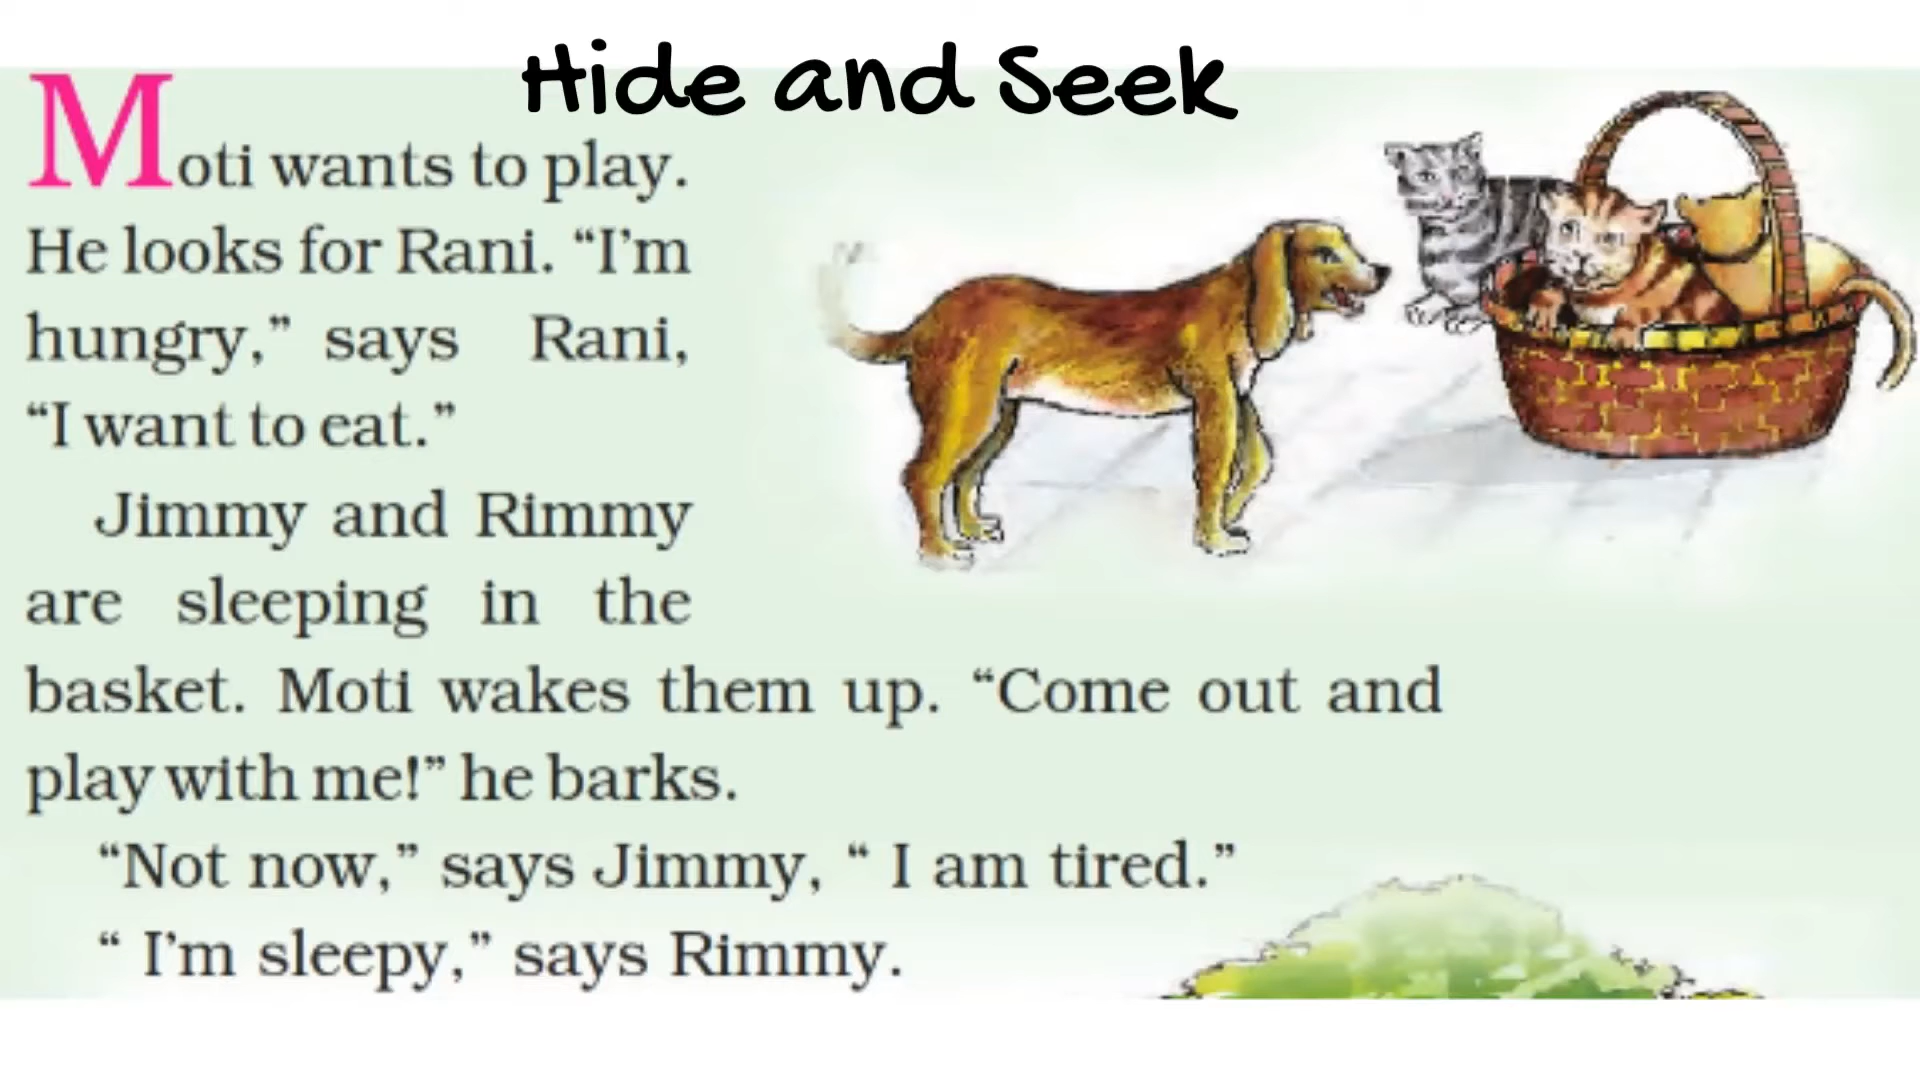 Hide and Seek
Moti wants to play.
He looks for Rani. “I’m
hungry,” says Rani,
“I want to eat.”
Jimmy and Rimmy
are sleeping in the
basket. Moti wakes them up. “Come out and
play with me!” he barks.
“Not now,” says Jimmy, “ I am tired.”
“ I’m sleepy,” says Rimmy.